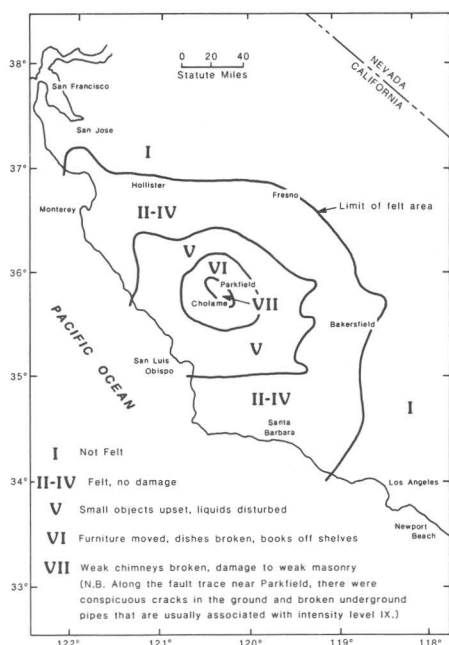 38°
37°
36°
35°
34°
33°
122°
121°
120°
119°
118°
0 20 40
Statute Miles
NEVADA
CALIFORNIA
San Francisco
San Jose
I
Hollister
Fresno
Monterey
II-IV
Limit of felt area
V
VI
Parkfield
Cholame
VII
PACIFIC OCEAN
Bakersfield
V
San Luis
Obispo
II-IV
I
Santa
Barbara
Los Angeles
Newport
Beach
I Not Felt
II-IV Felt, no damage
V Small objects upset, liquids disturbed
VI Furniture moved, dishes broken, books off shelves
VII Weak chimneys broken, damage to weak masonry
(N.B. Along the fault trace near Parkfield, there were
conspicuous cracks in the ground and broken underground
pipes that are usually associated with intensity level IX.)